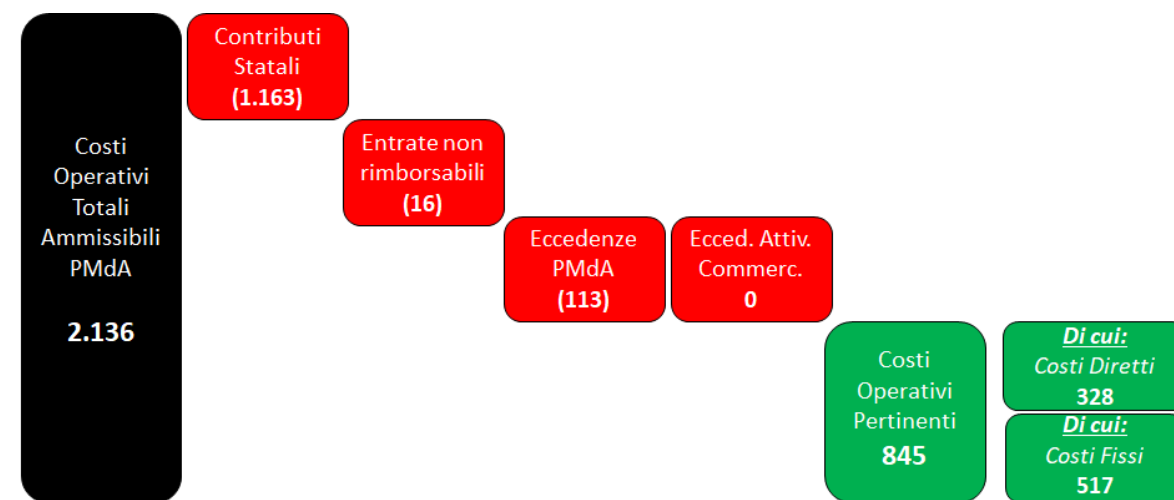 Costi
Operativi
Totali
Ammissibili
PMdA
2.136
Contributi
Statali
(1.163)
Entrate non
rimborsabili
(16)
Eccedenze
PMdA
(113)
Ecced. Attiv.
Commerc.
0
Costi
Operativi
Pertinenti
845
Di cui:
Costi Diretti
328
Di cui:
Costi Fissi
517